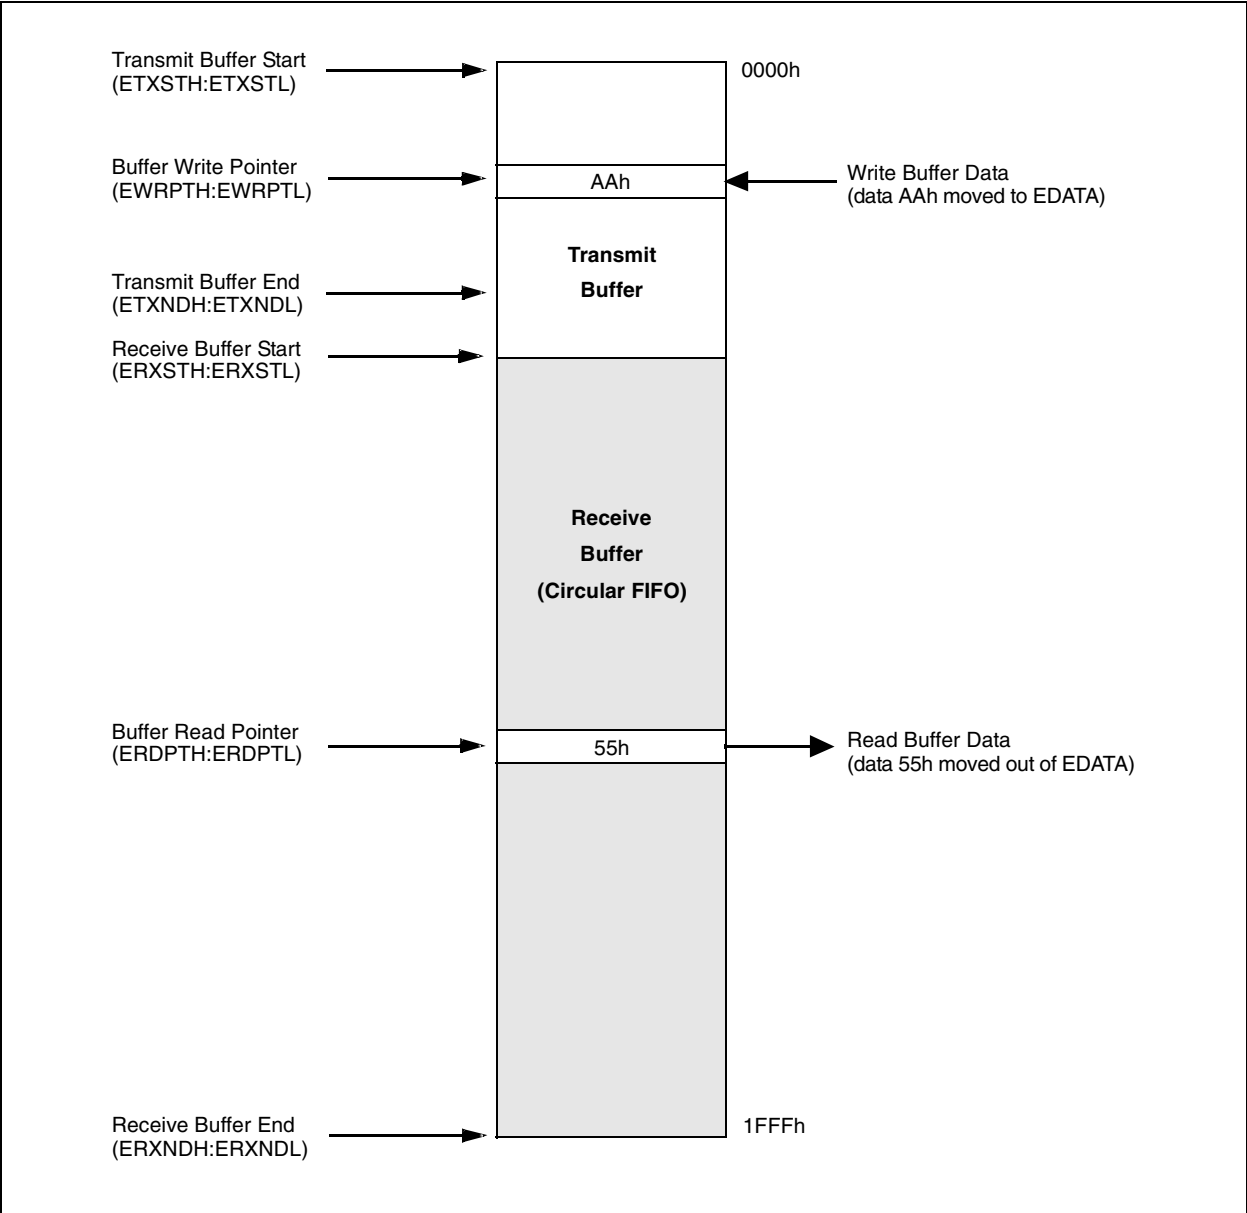 Transmit Buffer Start
(ETXSTH:ETXSTL)
0000h
Buffer Write Pointer
(EWRPTH:EWRPTL)
AAh
Write Buffer Data
(data AAh moved to EDATA)
Transmit
Buffer
Transmit Buffer End
(ETXNDH:ETXNDL)
Receive Buffer Start
(ERXSTH:ERXSTL)
Receive
Buffer
(Circular FIFO)
Buffer Read Pointer
(ERDPTH:ERDPTL)
55h
Read Buffer Data
(data 55h moved out of EDATA)
Receive Buffer End
(ERXNDH:ERXNDL)
1FFFh